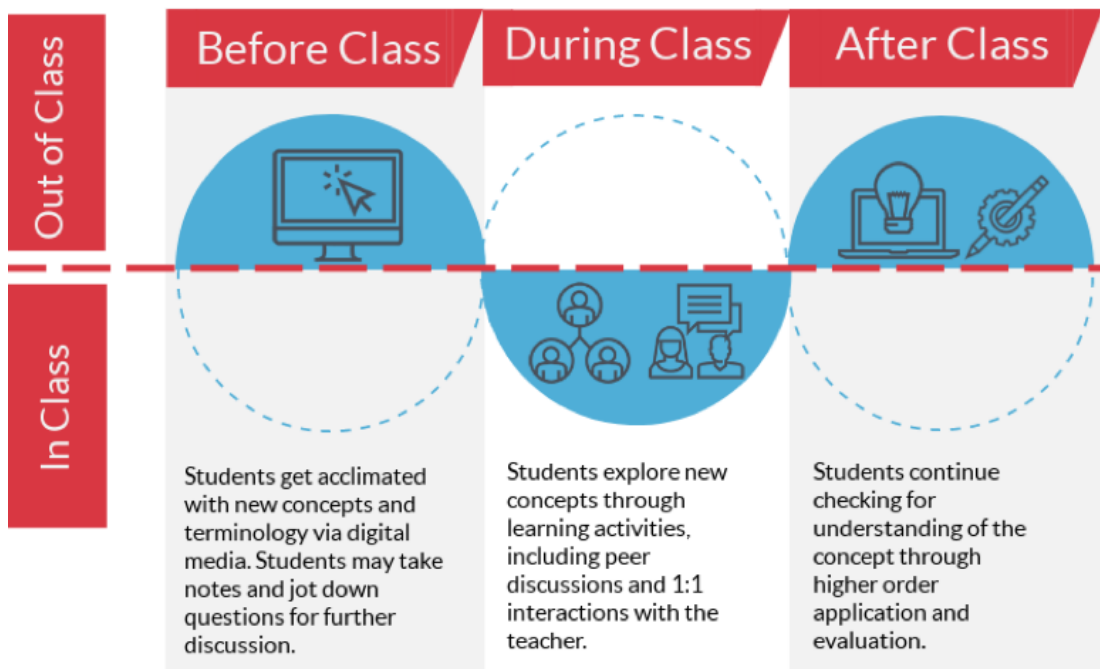 Before Class
During Class
After Class
Out of Class
In Class
Students get acclimated
with new concepts and
terminology via digital
media. Students may take
notes and jot down
questions for further
discussion.
Students explore new
concepts through
learning activities,
including peer
discussions and 1:1
interactions with the
teacher.
Students continue
checking for
understanding of the
concept through
higher order
application and
evaluation.